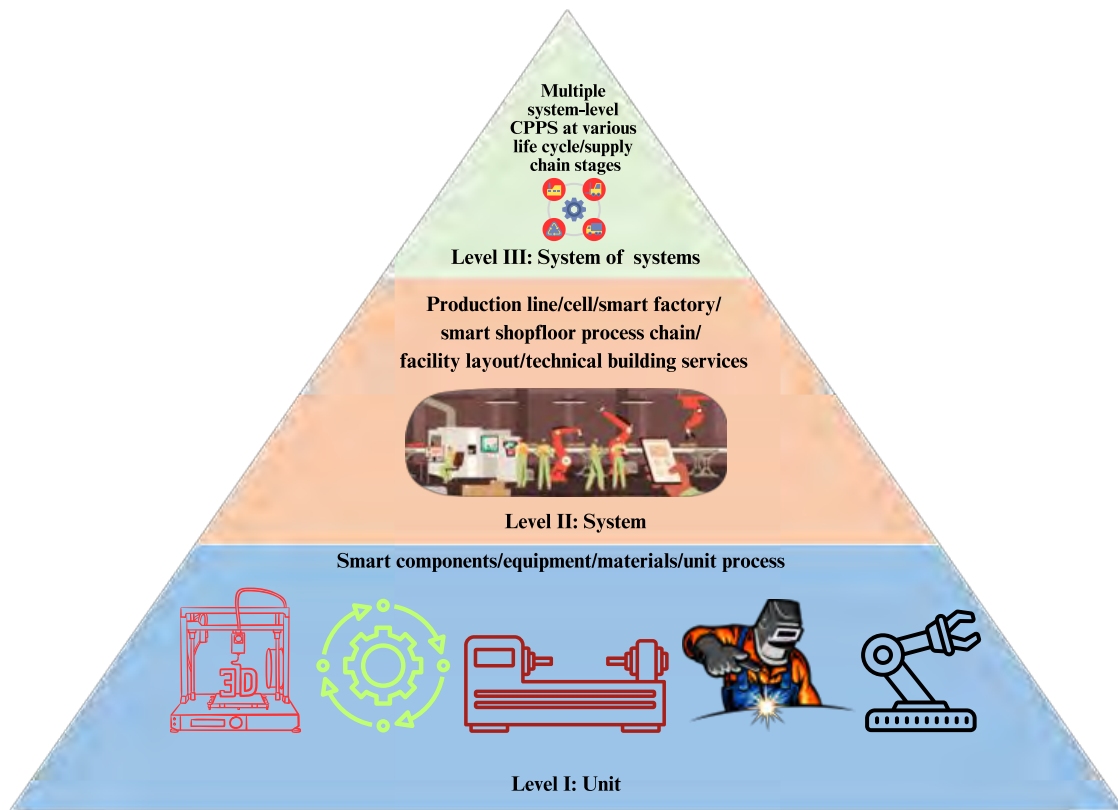 Multiple
system-level
CPPS at various
life cycle/supply
chain stages
Level III: System of systems
Production line/cell/smart factory/
smart shopfloor process chain/
facility layout/technical building services
Level II: System
Smart components/equipment/materials/unit process
3D
Level I: Unit